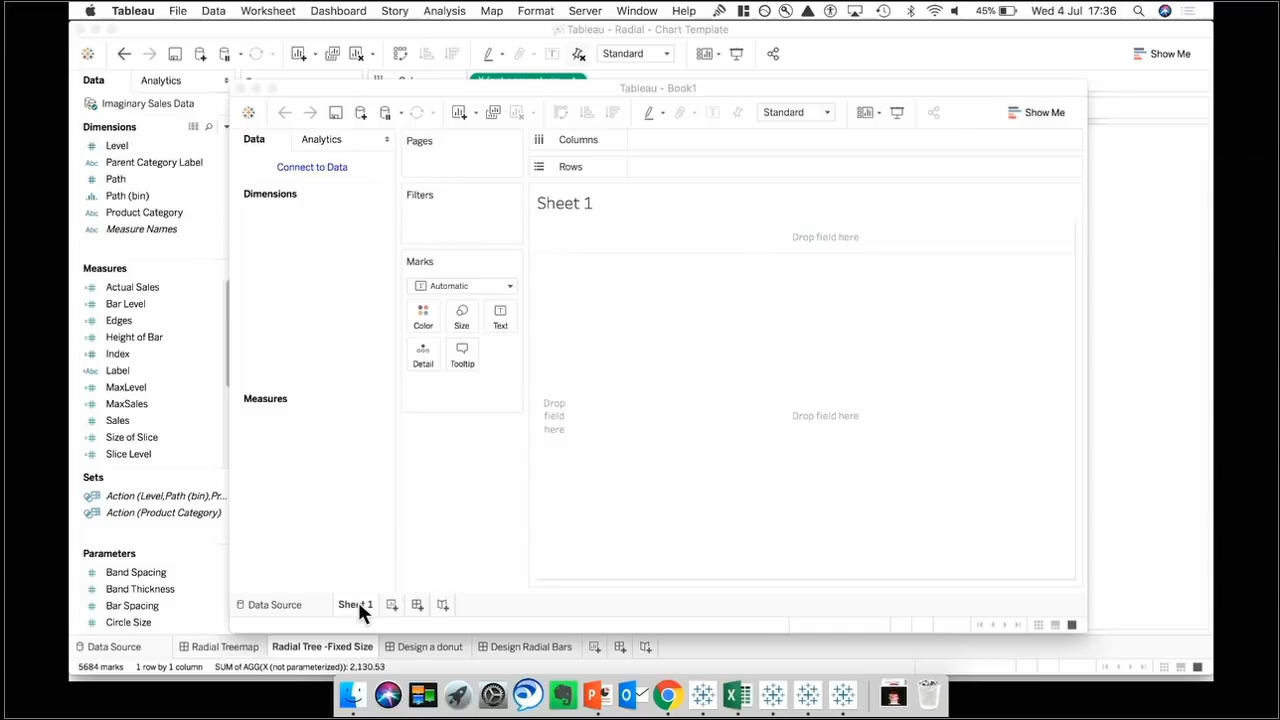 Tableau File Data Worksheet Dashboard Story Analysis Map Format Server Window Help 45% Wed 4 Jul 17:36
Tableau - Radial - Chart Template
Standard Show Me
Data Analytics
Imaginary Sales Data
Dimensions
Level
Abc Parent Category Label
Path
Path (bin)
Abc Product Category
Abc Measure Names
Measures
Actual Sales
Bar Level
Edges
Height of Bar
Index
Abc Label
MaxLevel
MaxSales
Sales
Size of Slice
Slice Level
Sets
Action (Level,Path (bin),Pr...
Action (Product Category)
Parameters
Band Spacing
Band Thickness
Bar Spacing
Circle Size
Tableau - Book1
Standard Show Me
Data Analytics
Connect to Data
Dimensions
Measures
Pages
Filters
Marks
Automatic
Color Size Text
Detail Tooltip
Columns
Rows
Sheet 1
Drop field here
Drop
field
here
Drop field here
Data Source Sheet 1
Data Source Radial Treemap Radial Tree -Fixed Size Design a donut Design Radial Bars
5684 marks 1 row by 1 column SUM of AGG(X (not parameterized)): 2,130.53